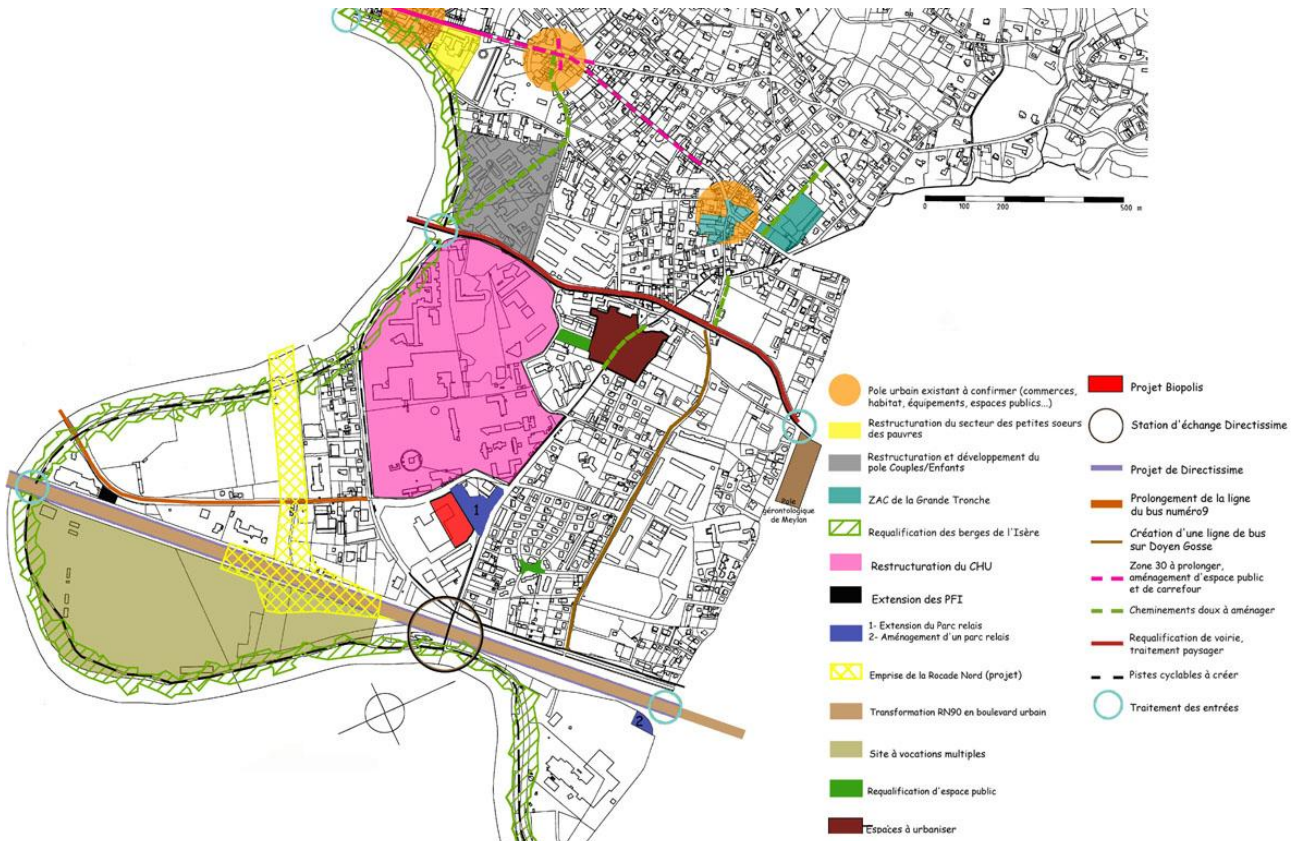 0 100 200 500 m
1
2
pole
gérontologique
de Meylan
Pole urbain existant à confirmer (commerces,
habitat, équipements, espaces publics...)
Restructuration du secteur des petites soeurs
des pauvres
Restructuration et développement du
pole Couples/Enfants
ZAC de la Grande Tronche
Requalification des berges de l'Isère
Restructuration du CHU
Extension des PFI
1- Extension du Parc relais
2- Aménagement d'un parc relais
Emprise de la Rocade Nord (projet)
Transformation RN90 en boulevard urbain
Site à vocations multiples
Requalification d'espace public
Espaces à urbaniser
Projet Biopolis
Station d'échange Directissime
Projet de Directissime
Prolongement de la ligne
du bus numéro9
Création d'une ligne de bus
sur Doyen Gosse
Zone 30 à prolonger,
aménagement d'espace public
et de carrefour
Cheminements doux à aménager
Requalification de voirie,
traitement paysager
Pistes cyclables à créer
Traitement des entrées